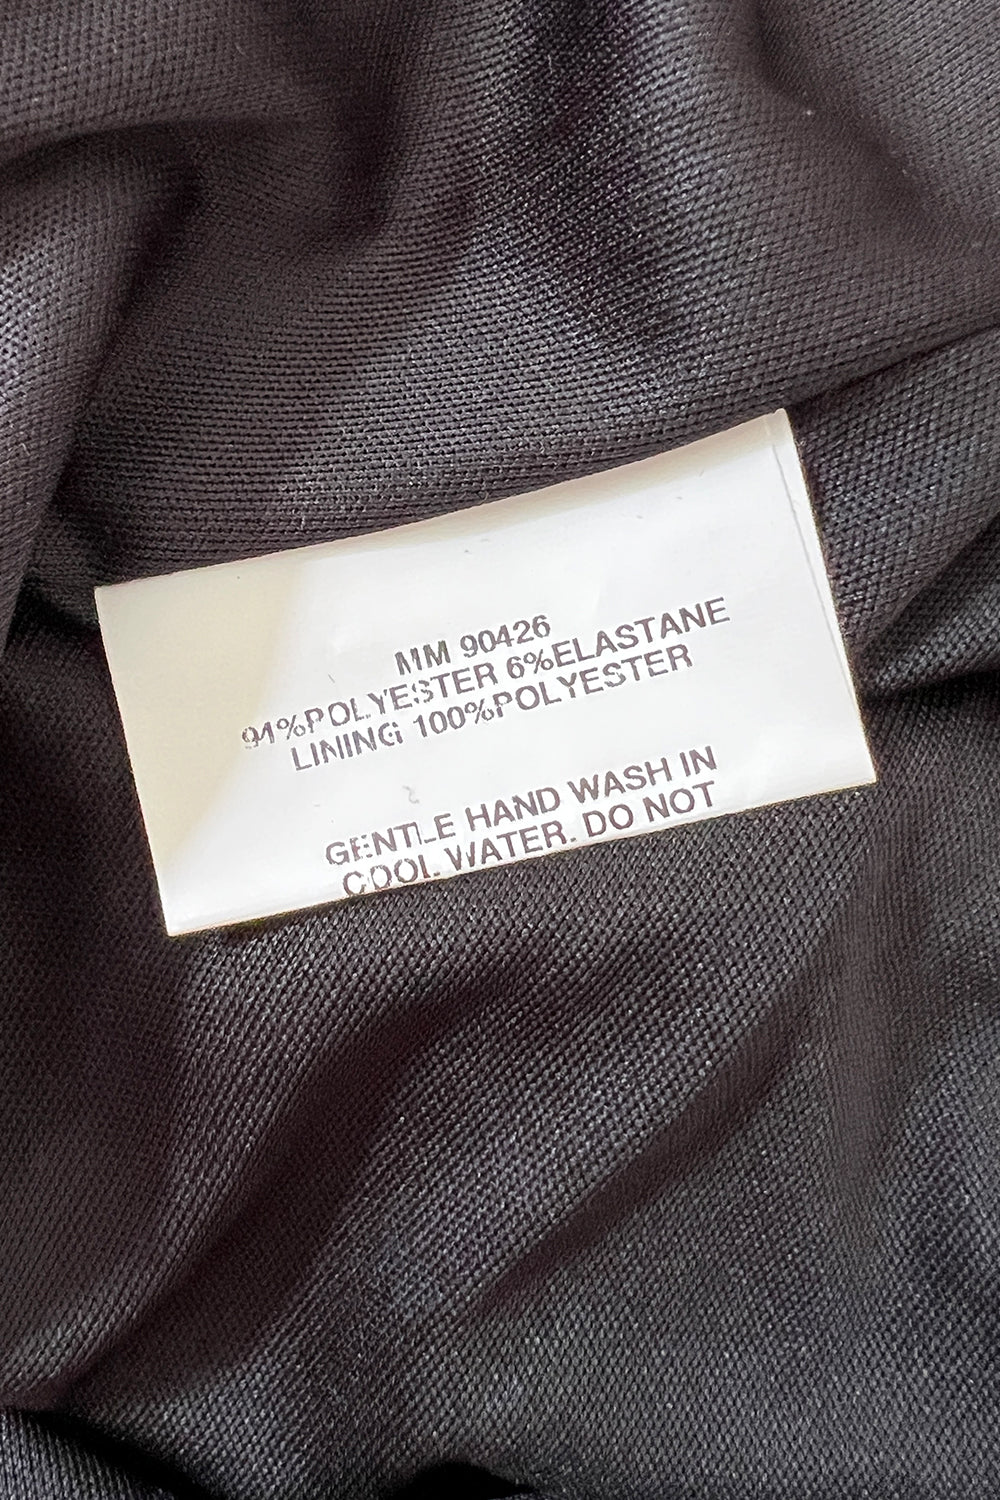 MM 90426
94%POLYESTER 6%ELASTANE
LINING 100%POLYESTER
GENTLE HAND WASH IN
COOL WATER. DO NOT